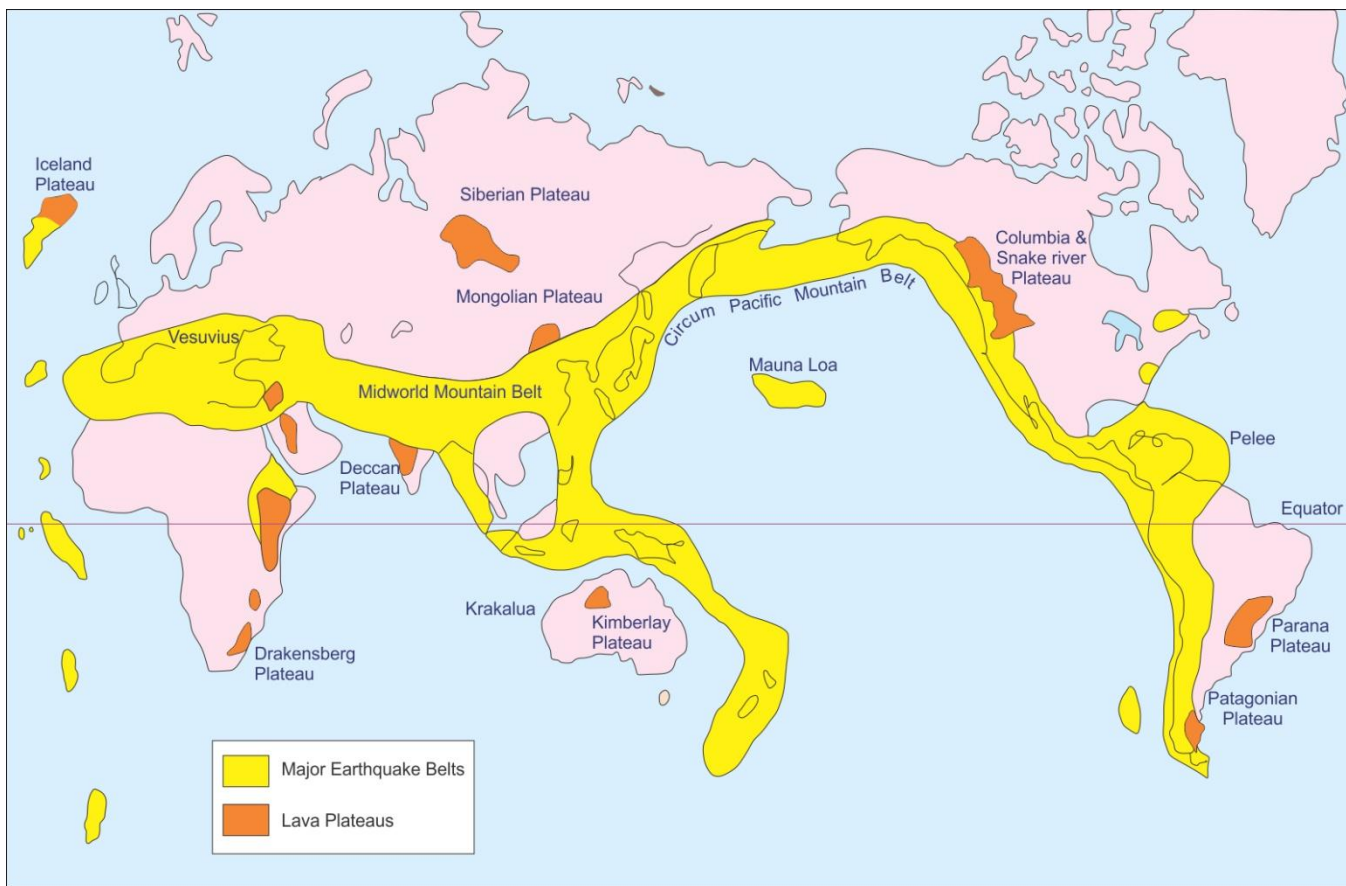 Iceland
Plateau
Siberian Plateau
Columbia &
Snake river
Plateau
Mongolian Plateau
Circum Pacific Mountain Belt
Vesuvius
Mauna Loa
Midworld Mountain Belt
Pelee
Deccan
Plateau
Equator
Krakalua
Kimberlay
Plateau
Parana
Plateau
Drakensberg
Plateau
Patagonian
Plateau
Major Earthquake Belts
Lava Plateaus